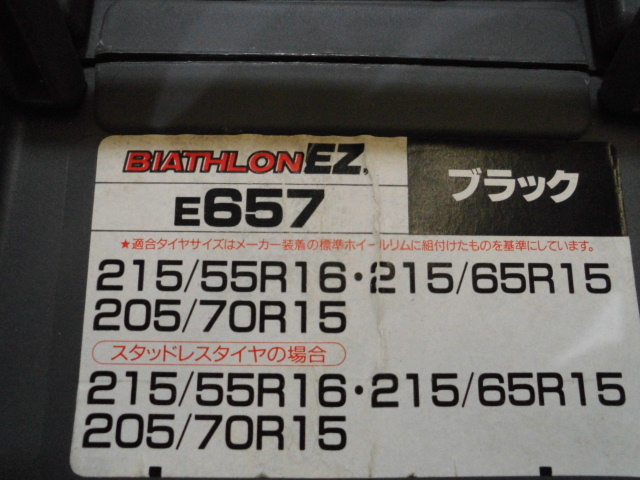 BIATHLON EZ,
ブラック
E657
★適合タイヤサイズはメーカー装着の標準ホイールリムに組付けたものを基準にしています。
215/55R16・215/65R15
205/70R15
スタッドレスタイヤの場合
215/55R16・215/65R15
205/70R15